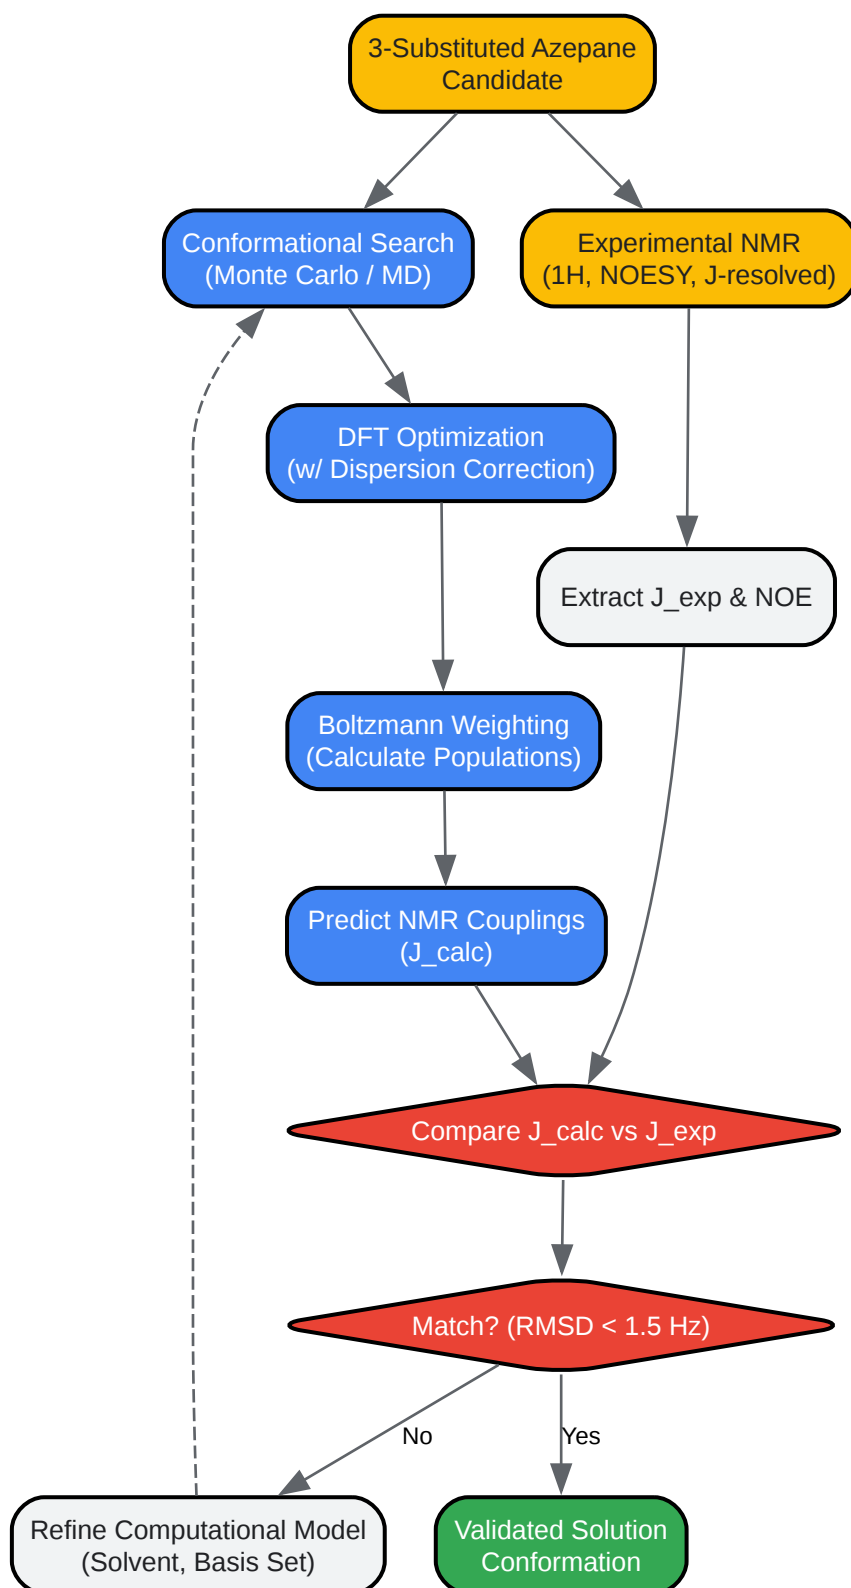 3-Substituted Azepane
Candidate
Conformational Search
(Monte Carlo / MD)
Experimental NMR
(1H, NOESY, J-resolved)
DFT Optimization
(w/ Dispersion Correction)
Extract J_exp & NOE
Boltzmann Weighting
(Calculate Populations)
Predict NMR Couplings
(J_calc)
Compare J_calc vs J_exp
Match? (RMSD < 1.5 Hz)
No
Yes
Refine Computational Model
(Solvent, Basis Set)
Validated Solution
Conformation